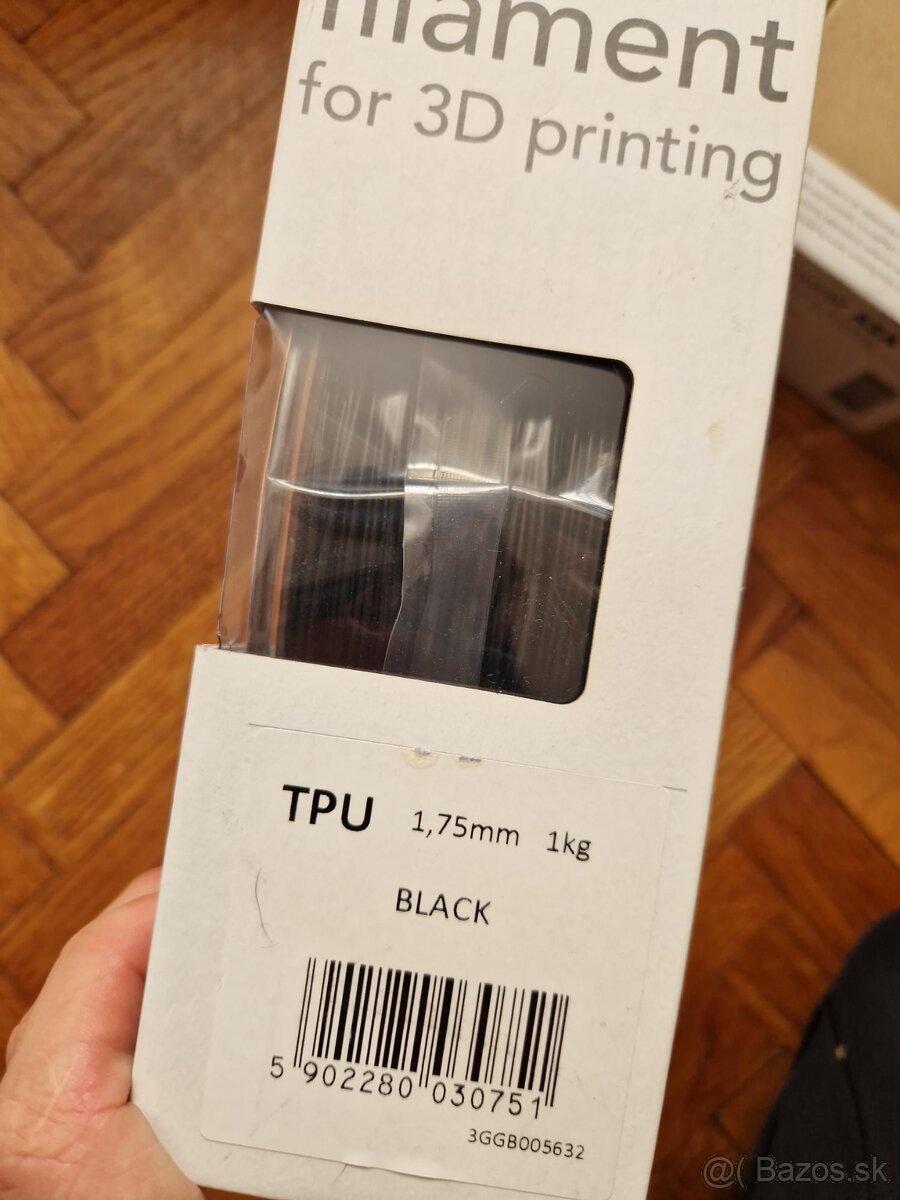 filament
for 3D printing
TPU 1,75mm 1kg
BLACK
5 902280 030751
3GGB005632
@( Bazos.sk